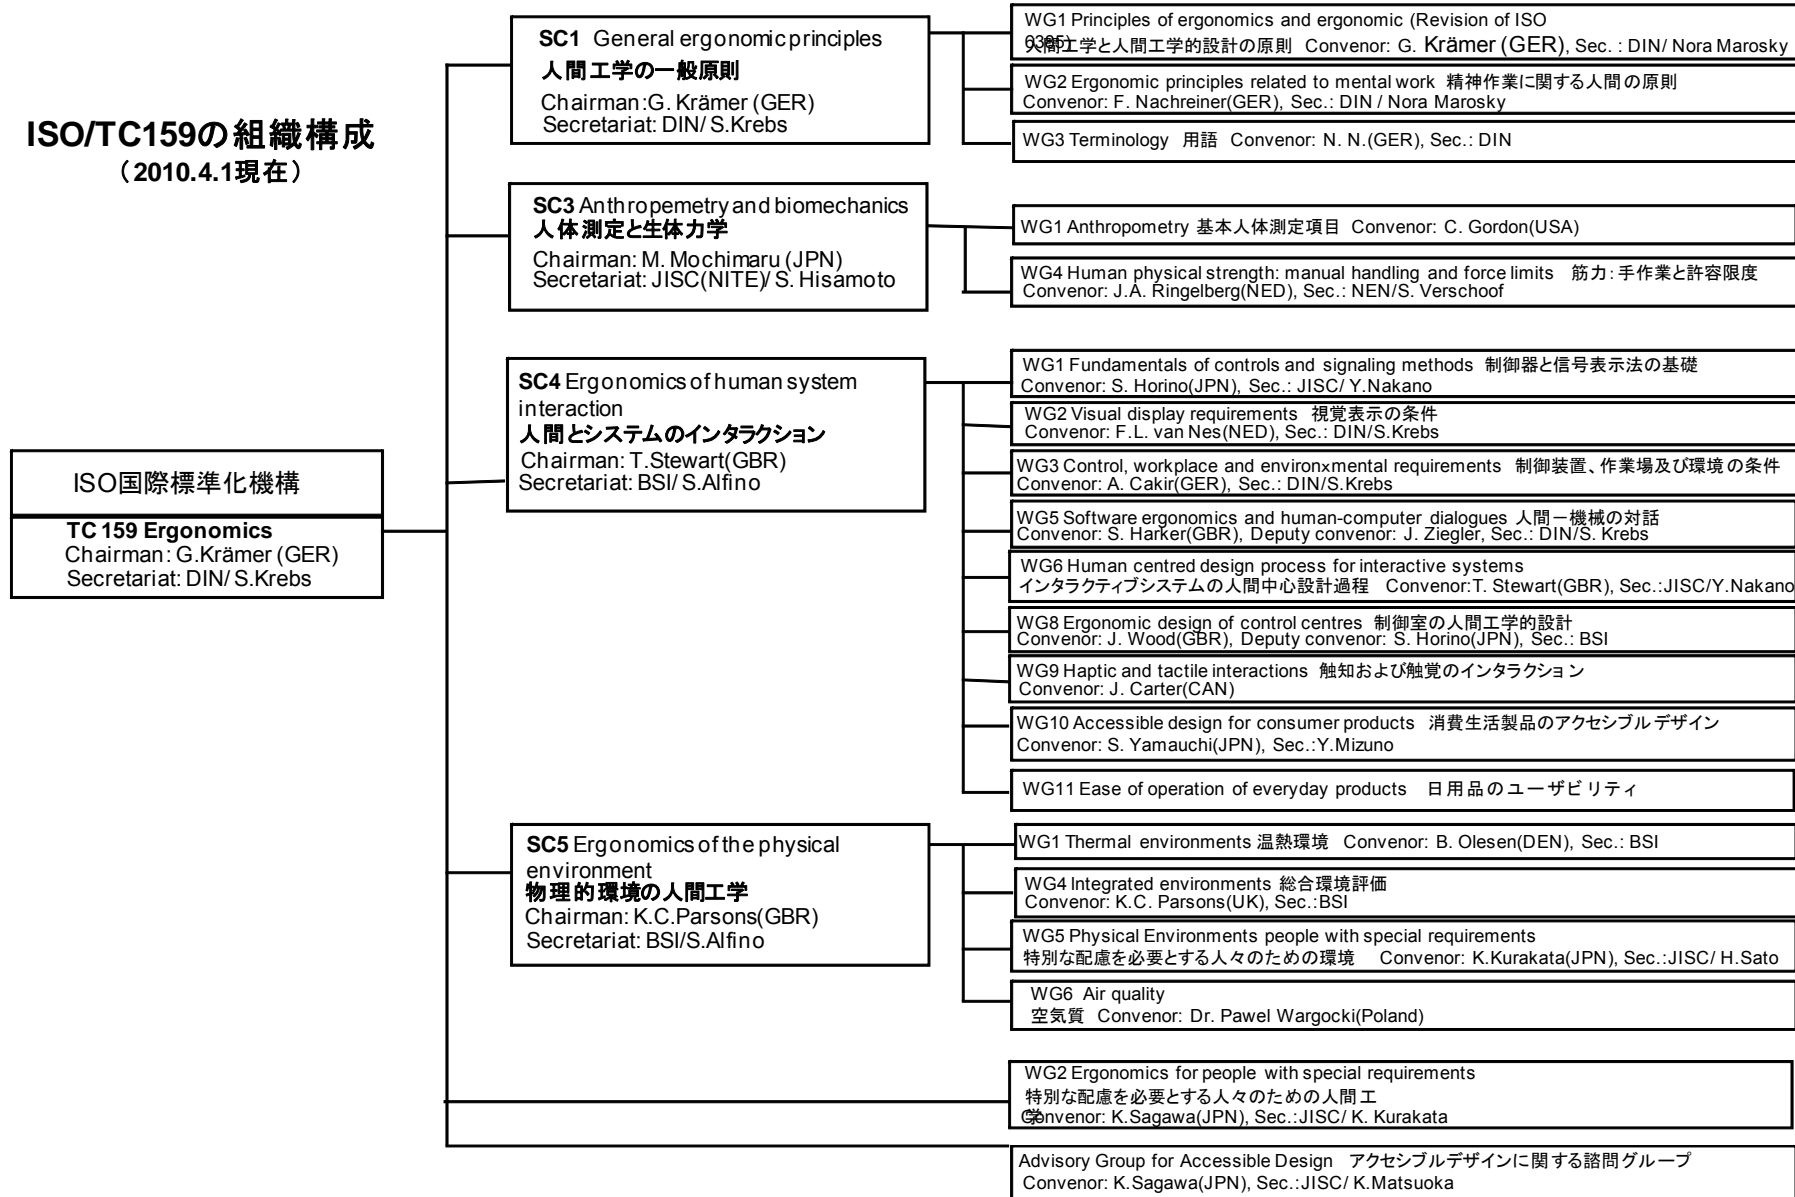 ISO/TC159の組織構成
（2010.4.1現在）
ISO国際標準化機構
TC 159 Ergonomics
Chairman: G.Krämer (GER)
Secretariat: DIN/ S.Krebs
SC1 General ergonomic principles
人間工学の一般原則
Chairman:G. Krämer (GER)
Secretariat: DIN/ S.Krebs
WG1 Principles of ergonomics and ergonomic (Revision of ISO
6385)
人間工学と人間工学的設計の原則 Convenor: G. Krämer (GER), Sec. : DIN/ Nora Marosky
WG2 Ergonomic principles related to mental work 精神作業に関する人間の原則
Convenor: F. Nachreiner(GER), Sec.: DIN / Nora Marosky
WG3 Terminology 用語 Convenor: N. N.(GER), Sec.: DIN
SC3 Anthropemetry and biomechanics
人体測定と生体力学
Chairman: M. Mochimaru (JPN)
Secretariat: JISC(NITE)/ S. Hisamoto
WG1 Anthropometry 基本人体測定項目 Convenor: C. Gordon(USA)
WG4 Human physical strength: manual handling and force limits 筋力：手作業と許容限度
Convenor: J.A. Ringelberg(NED), Sec.: NEN/S. Verschoof
SC4 Ergonomics of human system
interaction
人間とシステムのインタラクション
Chairman: T.Stewart(GBR)
Secretariat: BSI/ S.Alfino
WG1 Fundamentals of controls and signaling methods 制御器と信号表示法の基礎
Convenor: S. Horino(JPN), Sec.: JISC/ Y.Nakano
WG2 Visual display requirements 視覚表示の条件
Convenor: F.L. van Nes(NED), Sec.: DIN/S.Krebs
WG3 Control, workplace and environxmental requirements 制御装置、作業場及び環境の条件
Convenor: A. Cakir(GER), Sec.: DIN/S.Krebs
WG5 Software ergonomics and human-computer dialogues 人間－機械の対話
Convenor: S. Harker(GBR), Deputy convenor: J. Ziegler, Sec.: DIN/S. Krebs
WG6 Human centred design process for interactive systems
インタラクティブシステムの人間中心設計過程 Convenor:T. Stewart(GBR), Sec.:JISC/Y.Nakano
WG8 Ergonomic design of control centres 制御室の人間工学的設計
Convenor: J. Wood(GBR), Deputy convenor: S. Horino(JPN), Sec.: BSI
WG9 Haptic and tactile interactions 触知および触覚のインタラクション
Convenor: J. Carter(CAN)
WG10 Accessible design for consumer products 消費生活製品のアクセシブルデザイン
Convenor: S. Yamauchi(JPN), Sec.:Y.Mizuno
WG11 Ease of operation of everyday products 日用品のユーザビリティ
SC5 Ergonomics of the physical
environment
物理的環境の人間工学
Chairman: K.C.Parsons(GBR)
Secretariat: BSI/S.Alfino
WG1 Thermal environments 温熱環境 Convenor: B. Olesen(DEN), Sec.: BSI
WG4 Integrated environments 総合環境評価
Convenor: K.C. Parsons(UK), Sec.:BSI
WG5 Physical Environments people with special requirements
特別な配慮を必要とする人々のための環境 Convenor: K.Kurakata(JPN), Sec.:JISC/ H.Sato
WG6 Air quality
空気質 Convenor: Dr. Pawel Wargocki(Poland)
WG2 Ergonomics for people with special requirements
特別な配慮を必要とする人々のための人間工
学
Convenor: K.Sagawa(JPN), Sec.:JISC/ K. Kurakata
Advisory Group for Accessible Design アクセシブルデザインに関する諮問グループ
Convenor: K.Sagawa(JPN), Sec.:JISC/ K.Matsuoka